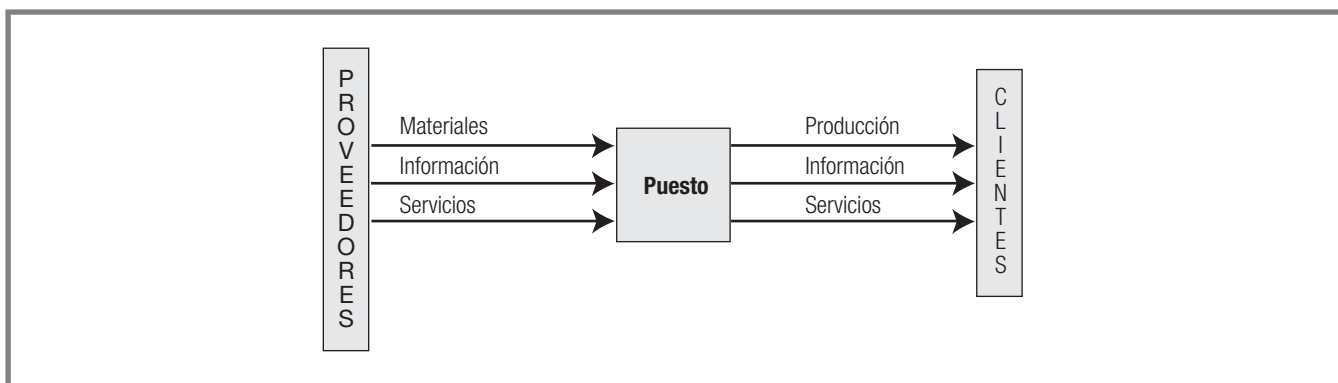 PROVEEDORES
Materiales
Información
Servicios
Puesto
Producción
Información
Servicios
CLIENTES